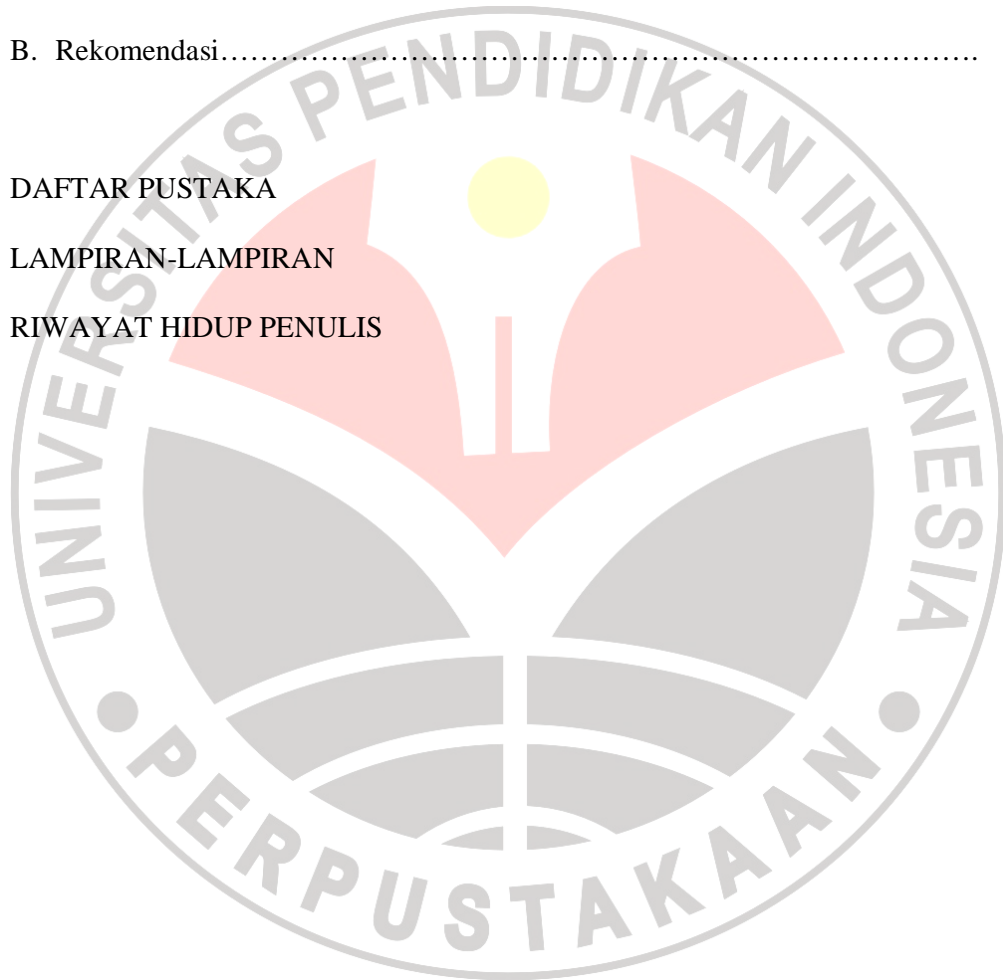 B. Rekomendasi……………………………………………………………….
DAFTAR PUSTAKA
LAMPIRAN-LAMPIRAN
RIWAYAT HIDUP PENULIS
UNIVERSITAS PENDIDIKAN INDONESIA
PERPUSTAKAAN